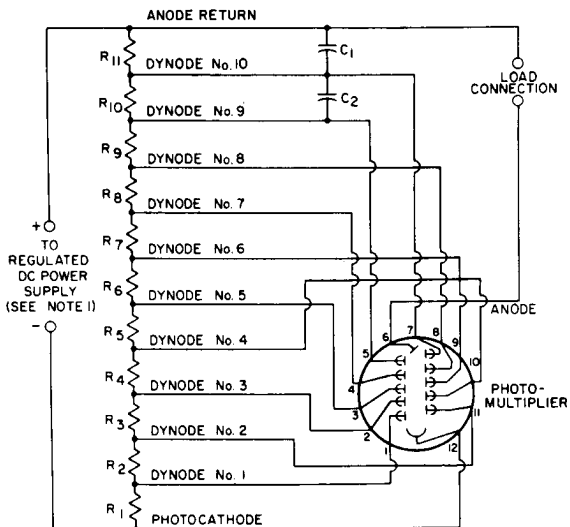 ANODE RETURN
R11
C1
DYNODE No. 10
LOAD
CONNECTION
R10
C2
DYNODE No. 9
R9
DYNODE No. 8
R8
DYNODE No. 7
R7
DYNODE No. 6
+
TO
REGULATED
DC POWER
SUPPLY
(SEE NOTE 1)
-
R6
DYNODE No. 5
ANODE
R5
DYNODE No. 4
6
7
8
9
5
10
R4
4
PHOTO-
MULTIPLIER
DYNODE No. 3
3
11
R3
2
DYNODE No. 2
1
12
R2
DYNODE No. 1
R1
PHOTOCATHODE